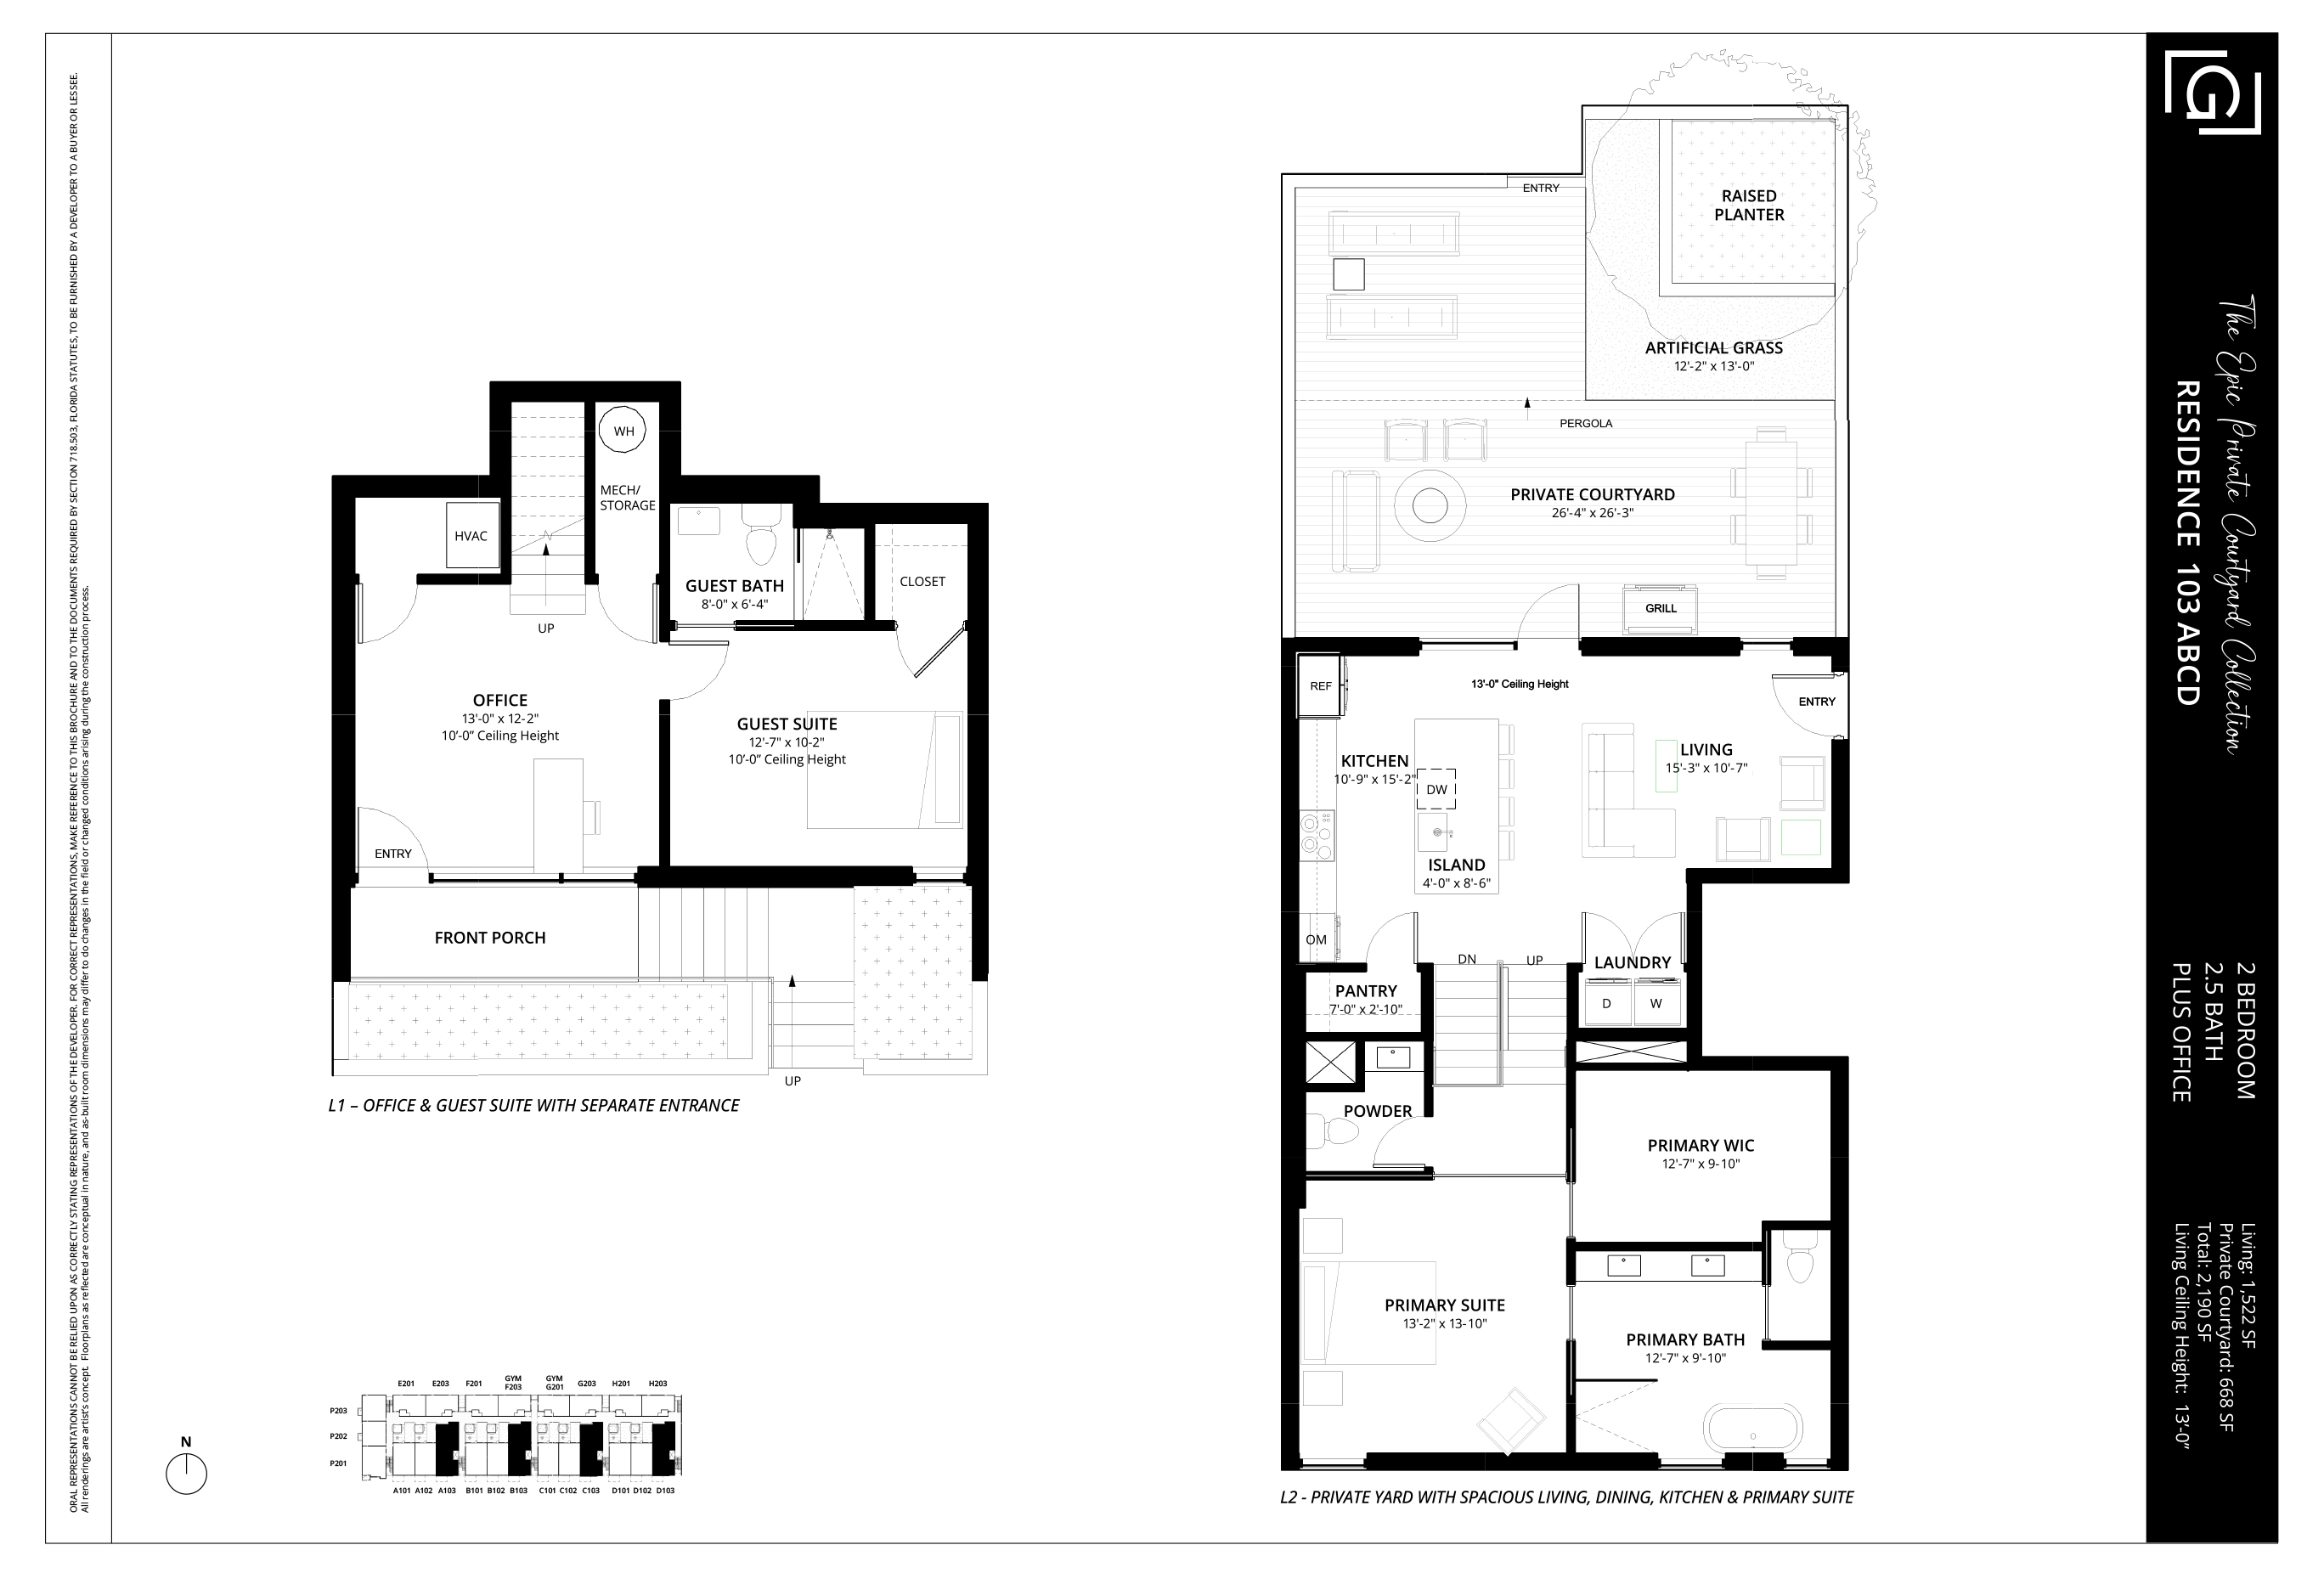 ORAL REPRESENTATIONS CANNOT BE RELIED UPON AS CORRECTLY STATING REPRESENTATIONS OF THE DEVELOPER. FOR CORRECT REPRESENTATIONS, MAKE REFERENCE TO THIS BROCHURE AND TO THE DOCUMENTS REQUIRED BY SECTION 718.503, FLORIDA STATUTES, TO BE FURNISHED BY A DEVELOPER TO A BUYER OR LESSEE.
All renderings are artist's concept. Floorplans as reflected are conceptual in nature, and as-built room dimensions may differ to do changes in the field or changed conditions arising during the construction process.
WH
MECH/
STORAGE
HVAC
UP
GUEST BATH
8'-0" x 6'-4"
CLOSET
OFFICE
13'-0" x 12-2"
10'-0" Ceiling Height
GUEST SUITE
12'-7" x 10-2"
10'-0" Ceiling Height
ENTRY
FRONT PORCH
UP
L1 – OFFICE & GUEST SUITE WITH SEPARATE ENTRANCE
N
E201 E203 F201 GYM F203 GYM G201 G203 H201 H203
P203
P202
P201
A101 A102 A103 B101 B102 B103 C101 C102 C103 D101 D102 D103
ENTRY
RAISED
PLANTER
ARTIFICIAL GRASS
12'-2" x 13'-0"
PERGOLA
PRIVATE COURTYARD
26'-4" x 26'-3"
GRILL
REF
13'-0" Ceiling Height
ENTRY
KITCHEN
10'-9" x 15'-2"
DW
LIVING
15'-3" x 10'-7"
ISLAND
4'-0" x 8'-6"
OM
DN
UP
LAUNDRY
D
W
PANTRY
7'-0" x 2'-10"
POWDER
PRIMARY WIC
12'-7" x 9-10"
PRIMARY SUITE
13'-2" x 13-10"
PRIMARY BATH
12'-7" x 9'-10"
L2 - PRIVATE YARD WITH SPACIOUS LIVING, DINING, KITCHEN & PRIMARY SUITE
G
The Epic Private Courtyard Collection
RESIDENCE 103 ABCD
2 BEDROOM
2.5 BATH
PLUS OFFICE
Living: 1,522 SF
Private Courtyard: 668 SF
Total: 2,190 SF
Living Ceiling Height: 13'-0"